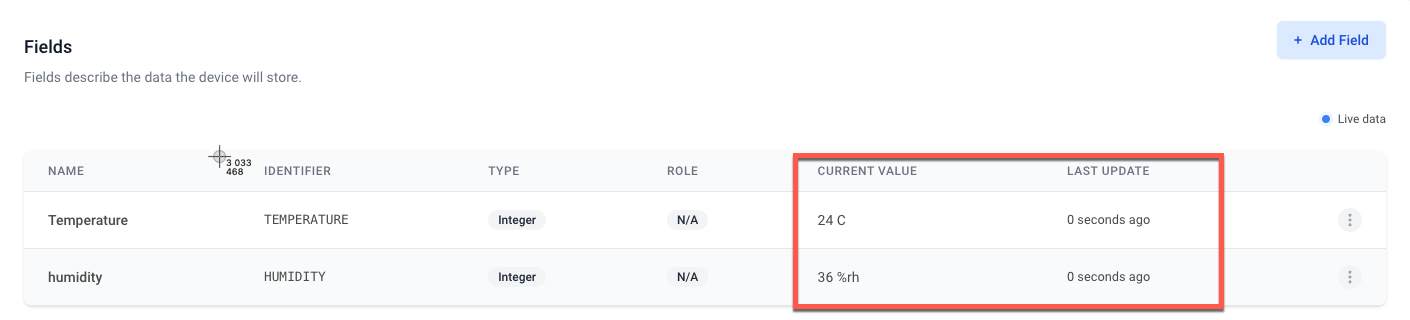 Fields
+ Add Field
Fields describe the data the device will store.
Live data
3 033
468
NAME IDENTIFIER TYPE ROLE CURRENT VALUE LAST UPDATE
Temperature TEMPERATURE Integer N/A 24 C 0 seconds ago
humidity HUMIDITY Integer N/A 36 %rh 0 seconds ago